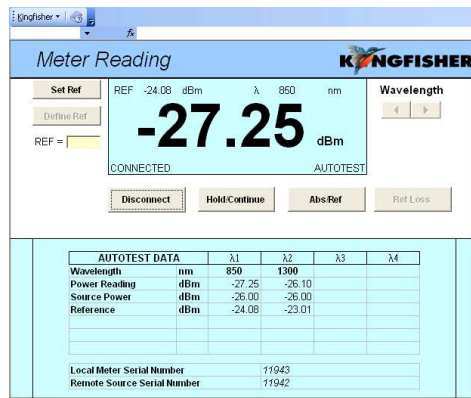 Kingfisher
fx
Meter Reading
KINGFISHER
Set Ref
REF -24.08 dBm λ 850 nm
Wavelength
Define Ref
-27.25 dBm
REF =
CONNECTED AUTOTEST
Disconnect Hold/Continue Abs/Ref Ret Loss
AUTOTEST DATA λ1 λ2 λ3 λ4
Wavelength nm 850 1300
Power Reading dBm -27.25 -26.10
Source Power dBm -26.00 -26.00
Reference dBm -24.08 -23.01
Local Meter Serial Number 11943
Remote Source Serial Number 11942